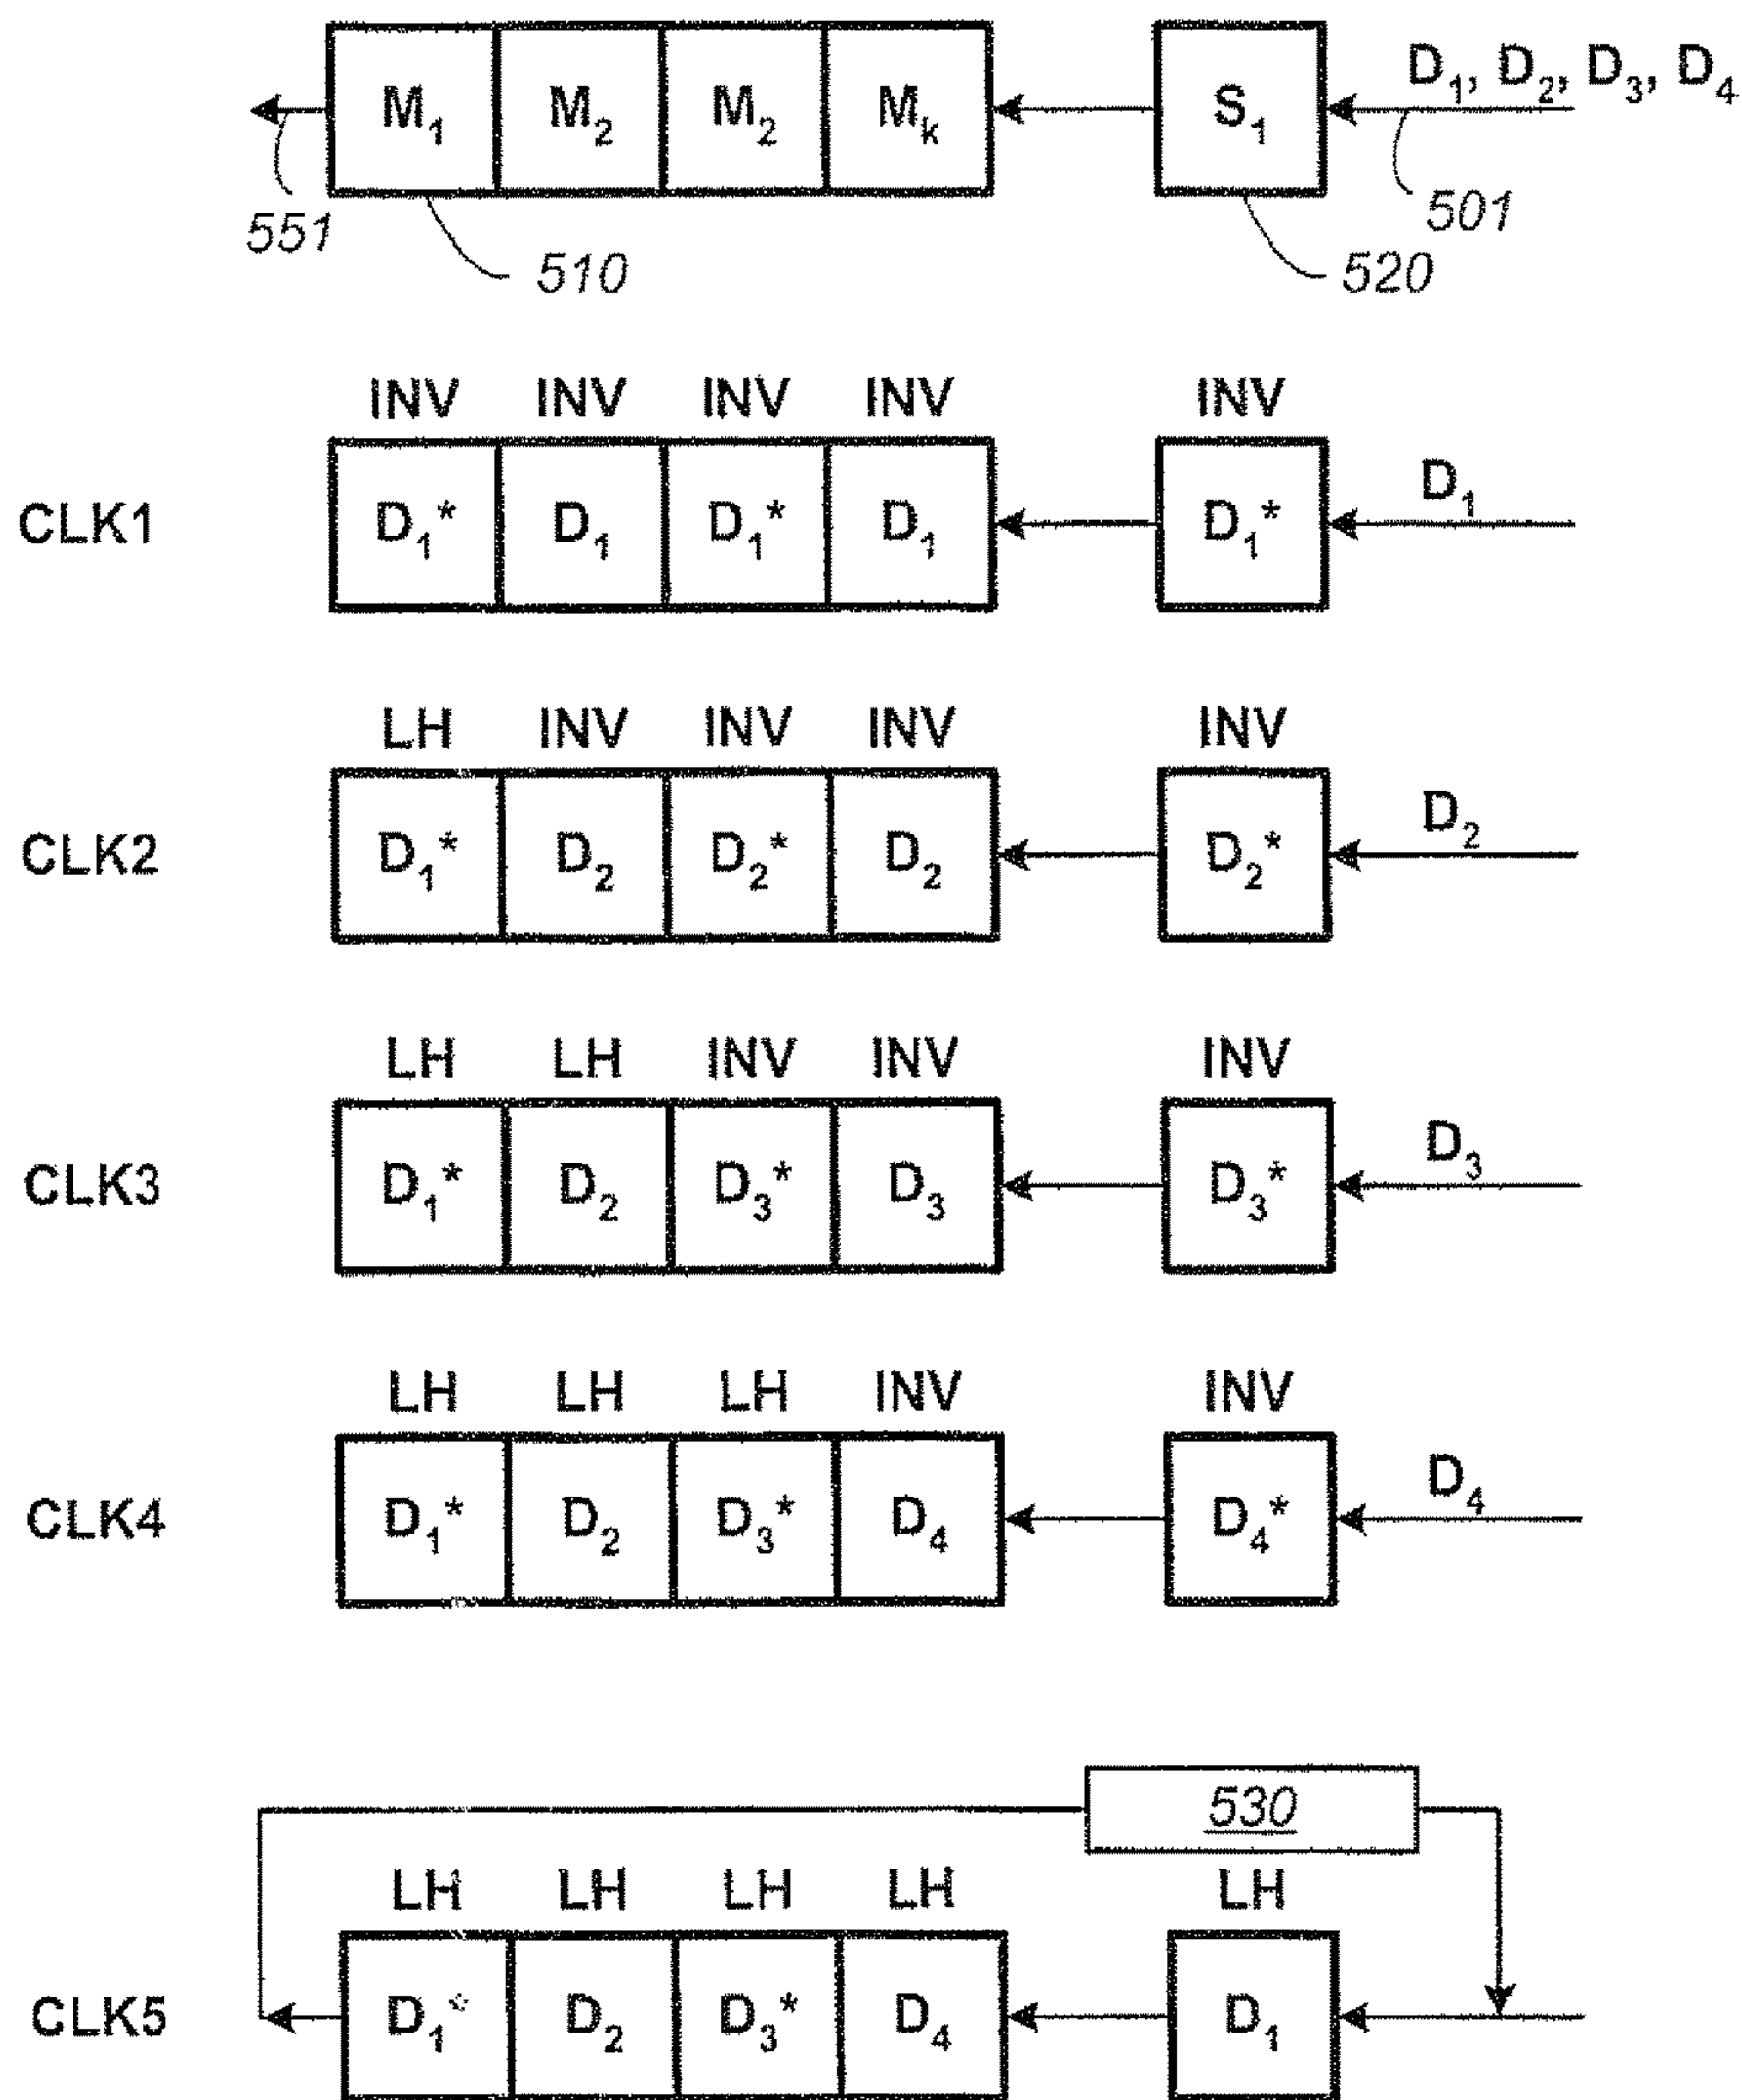 M₁ M₂ M₂ Mₖ S₁ D₁, D₂, D₃, D₄
551 510 520 501
INV INV INV INV INV
CLK1 D₁* D₁ D₁* D₁ D₁* D₁
LH INV INV INV INV
CLK2 D₁* D₂ D₂* D₂ D₂* D₂
LH LH INV INV INV
CLK3 D₁* D₂ D₃* D₃ D₃* D₃
LH LH LH INV INV
CLK4 D₁* D₂ D₃* D₄ D₄* D₄
530
LH LH LH LH LH
CLK5 D₁* D₂ D₃* D₄ D₁